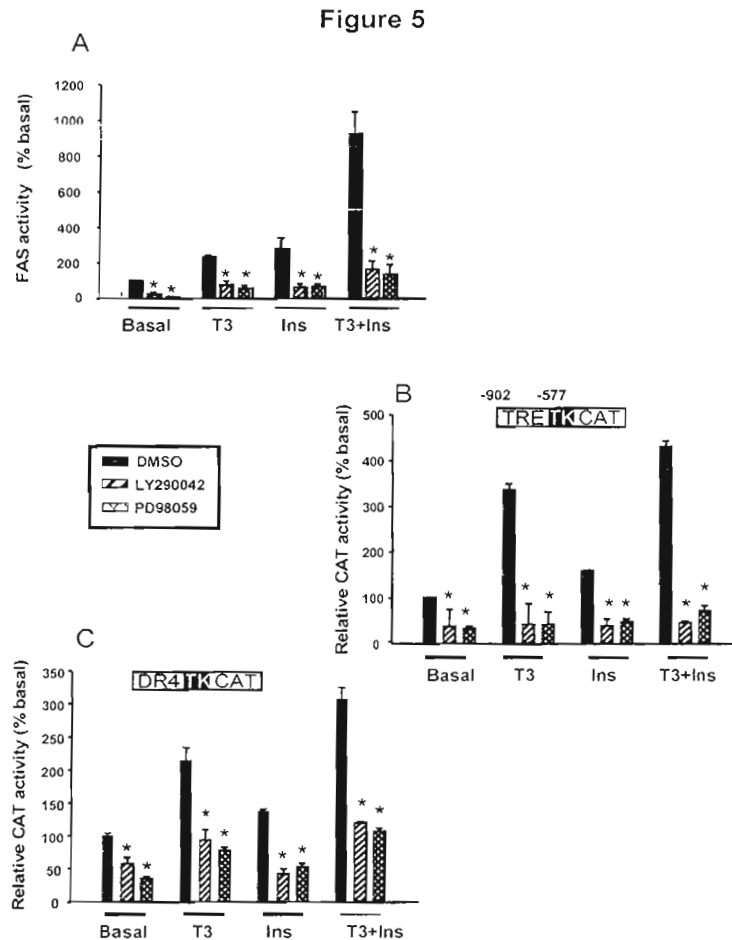 Figure 5
A
FAS activity (% basal)
1200
1000
800
600
400
200
0
* * * * * * * *
Basal T3 Ins T3+Ins
DMSO
LY290042
PD98059
B
-902 -577
TRE TK CAT
Relative CAT activity (% basal)
500
400
300
200
100
0
* * * * * * * *
Basal T3 Ins T3+Ins
C
DR4 TK CAT
Relative CAT activity (% basal)
350
300
250
200
150
100
50
0
* * * * * * * *
Basal T3 Ins T3+Ins